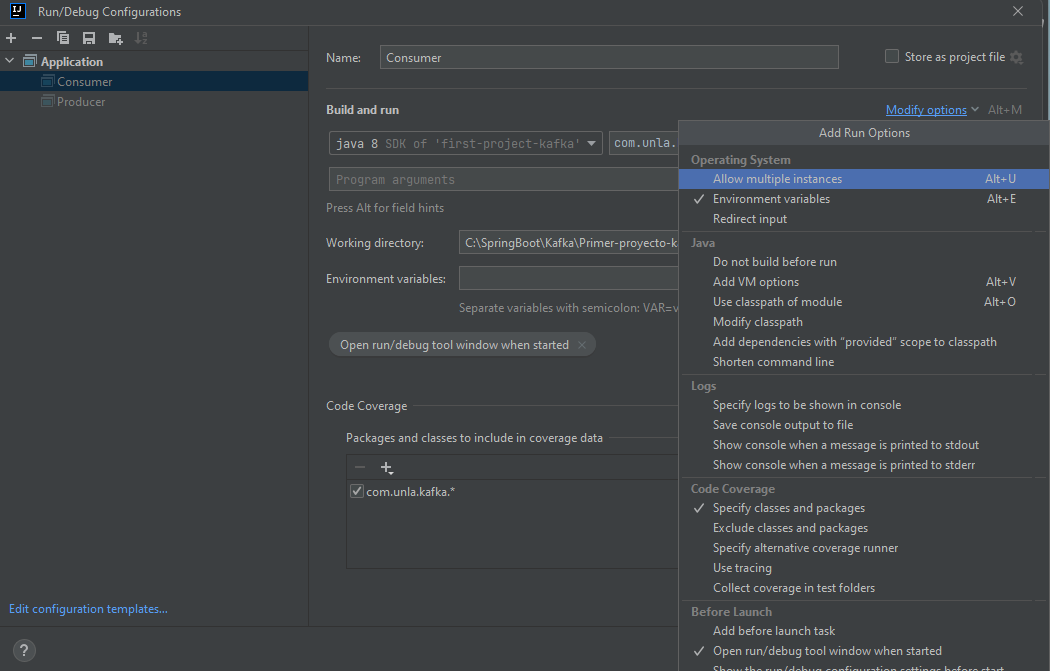 IJ
Run/Debug Configurations
Application
Consumer
Producer
Name:
Consumer
Store as project file
Build and run
Modify options
Alt+M
java 8 SDK of 'first-project-kafka'
com.unla.
Program arguments
Press Alt for field hints
Working directory:
C:\SpringBoot\Kafka\Primer-proyecto-k
Environment variables:
Separate variables with semicolon: VAR=v
Open run/debug tool window when started
Code Coverage
Packages and classes to include in coverage data
com.unla.kafka.*
Edit configuration templates...
?
Add Run Options
Operating System
Allow multiple instances Alt+U
Environment variables Alt+E
Redirect input
Java
Do not build before run
Add VM options Alt+V
Use classpath of module Alt+O
Modify classpath
Add dependencies with “provided” scope to classpath
Shorten command line
Logs
Specify logs to be shown in console
Save console output to file
Show console when a message is printed to stdout
Show console when a message is printed to stderr
Code Coverage
Specify classes and packages
Exclude classes and packages
Specify alternative coverage runner
Use tracing
Collect coverage in test folders
Before Launch
Add before launch task
Open run/debug tool window when started
Show the run/debug configuration settings before start